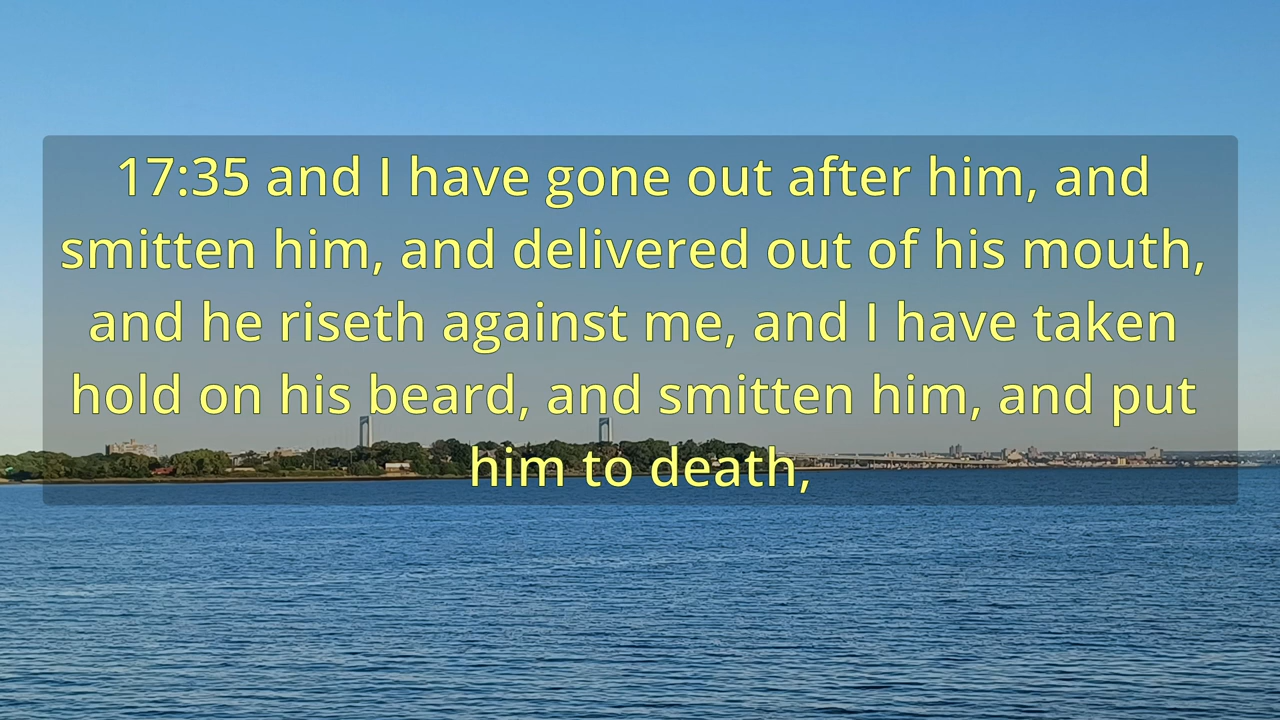 17:35 and I have gone out after him, and
smitten him, and delivered out of his mouth,
and he riseth against me, and I have taken
hold on his beard, and smitten him, and put
him to death,